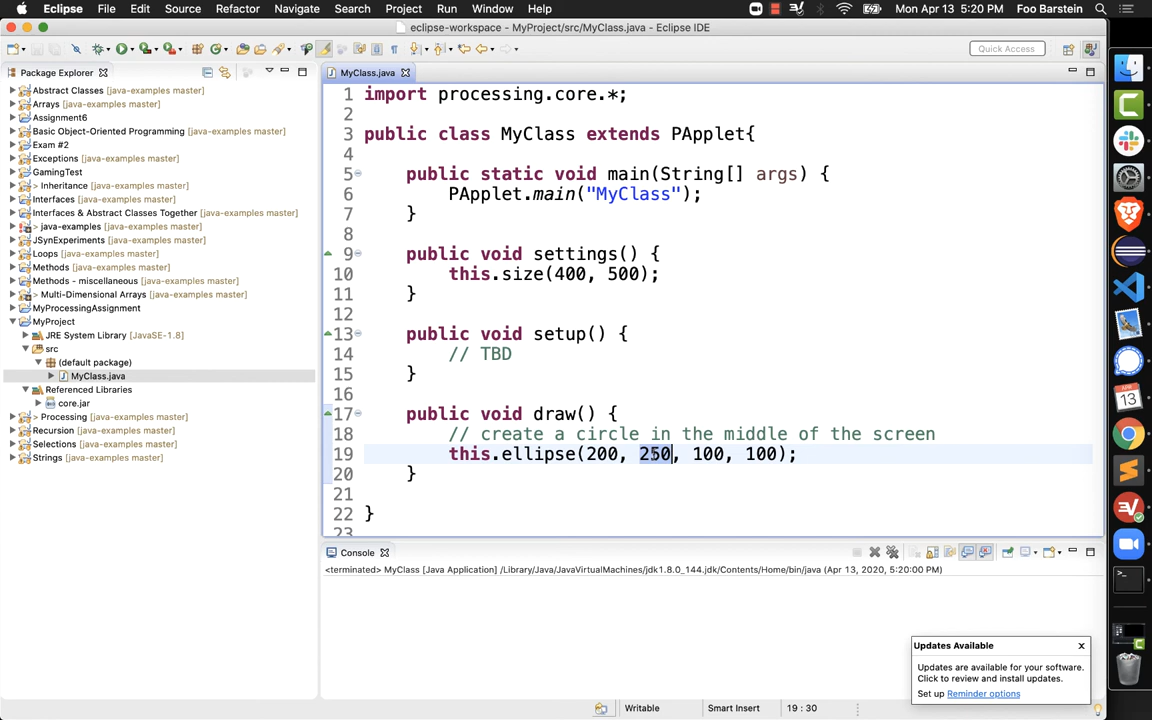 Eclipse File Edit Source Refactor Navigate Search Project Run Window Help Mon Apr 13 5:20 PM Foo Barstein
eclipse-workspace - MyProject/src/MyClass.java - Eclipse IDE
Quick Access
Package Explorer
MyClass.java
Abstract Classes [java-examples master]
Arrays [java-examples master]
Assignment6
Basic Object-Oriented Programming [java-examples master]
Exam #2
Exceptions [java-examples master]
GamingTest
> Inheritance [java-examples master]
Interfaces [java-examples master]
Interfaces & Abstract Classes Together [java-examples master]
> java-examples [java-examples master]
JSynExperiments [java-examples master]
Loops [java-examples master]
Methods [java-examples master]
Methods - miscellaneous [java-examples master]
> Multi-Dimensional Arrays [java-examples master]
MyProcessingAssignment
MyProject
JRE System Library [JavaSE-1.8]
src
(default package)
MyClass.java
Referenced Libraries
core.jar
> Processing [java-examples master]
Recursion [java-examples master]
Selections [java-examples master]
Strings [java-examples master]
1 import processing.core.*;
2
3 public class MyClass extends PApplet{
4
5 public static void main(String[] args) {
6 PApplet.main("MyClass");
7 }
8
9 public void settings() {
10 this.size(400, 500);
11 }
12
13 public void setup() {
14 // TBD
15 }
16
17 public void draw() {
18 // create a circle in the middle of the screen
19 this.ellipse(200, 250, 100, 100);
20 }
21
22 }
23
Console
<terminated> MyClass [Java Application] /Library/Java/JavaVirtualMachines/jdk1.8.0_144.jdk/Contents/Home/bin/java (Apr 13, 2020, 5:20:00 PM)
Updates Available
Updates are available for your software.
Click to review and install updates.
Set up Reminder options
Writable Smart Insert 19 : 30
APR
13